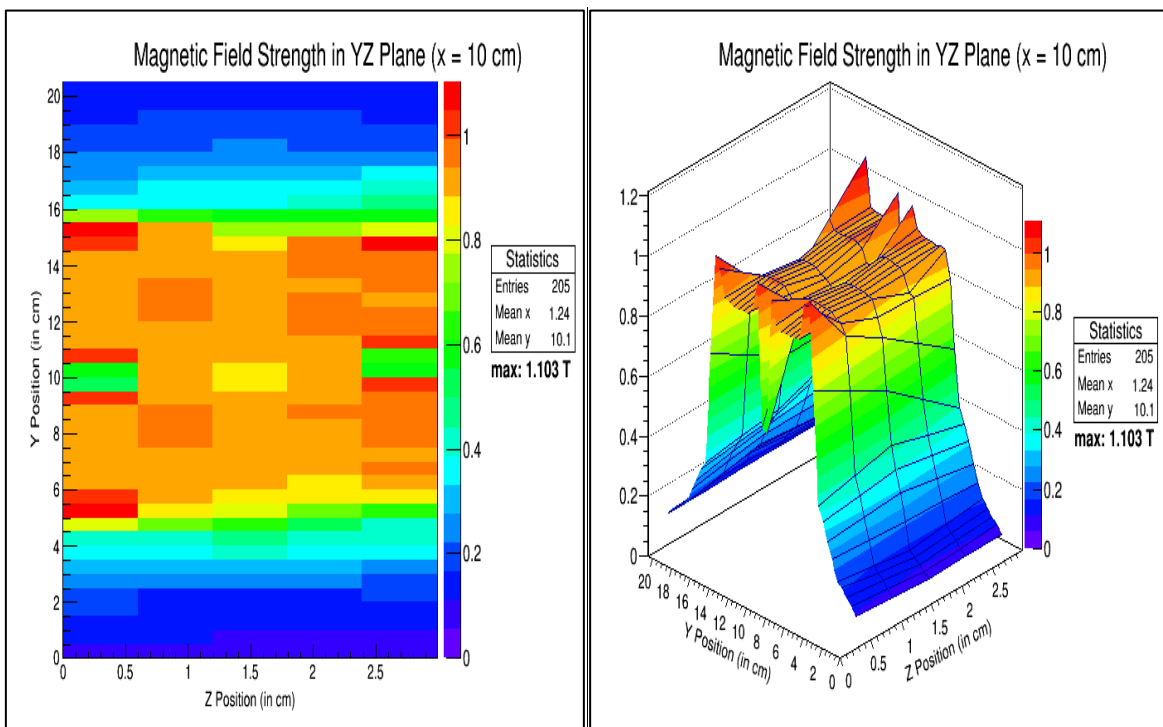 Magnetic Field Strength in YZ Plane (x = 10 cm)
20
18
16
14
12
10
8
6
4
2
0
Y Position (in cm)
0 0.5 1 1.5 2 2.5
Z Position (in cm)
1
0.8
0.6
0.4
0.2
0
Statistics
Entries 205
Mean x 1.24
Mean y 10.1
max: 1.103 T
Magnetic Field Strength in YZ Plane (x = 10 cm)
1.2
1
0.8
0.6
0.4
0.2
0
20 18 16 14 12 10 8 6 4 2 0
Y Position (in cm)
0 0.5 1 1.5 2 2.5
Z Position (in cm)
1
0.8
0.6
0.4
0.2
0
Statistics
Entries 205
Mean x 1.24
Mean y 10.1
max: 1.103 T